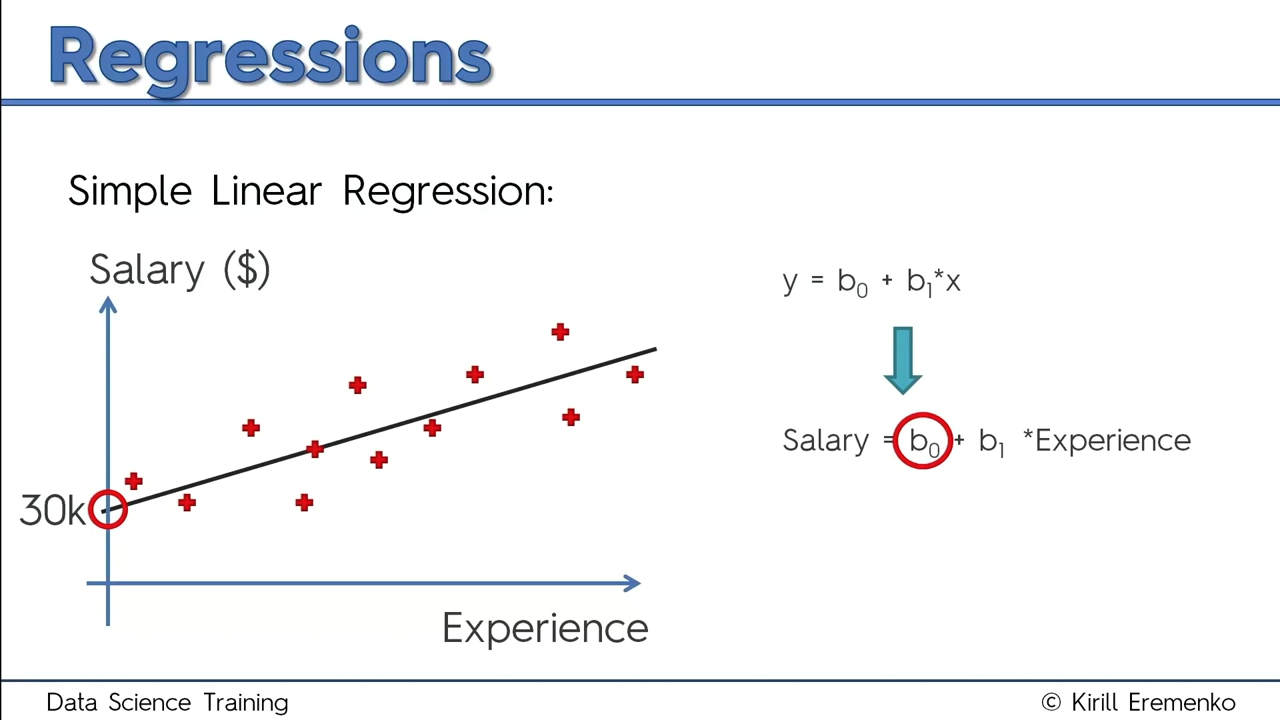 Regressions
Simple Linear Regression:
Salary ($)
y = b₀ + b₁*x
Salary = b₀ + b₁ *Experience
30k
Experience
Data Science Training
© Kirill Eremenko